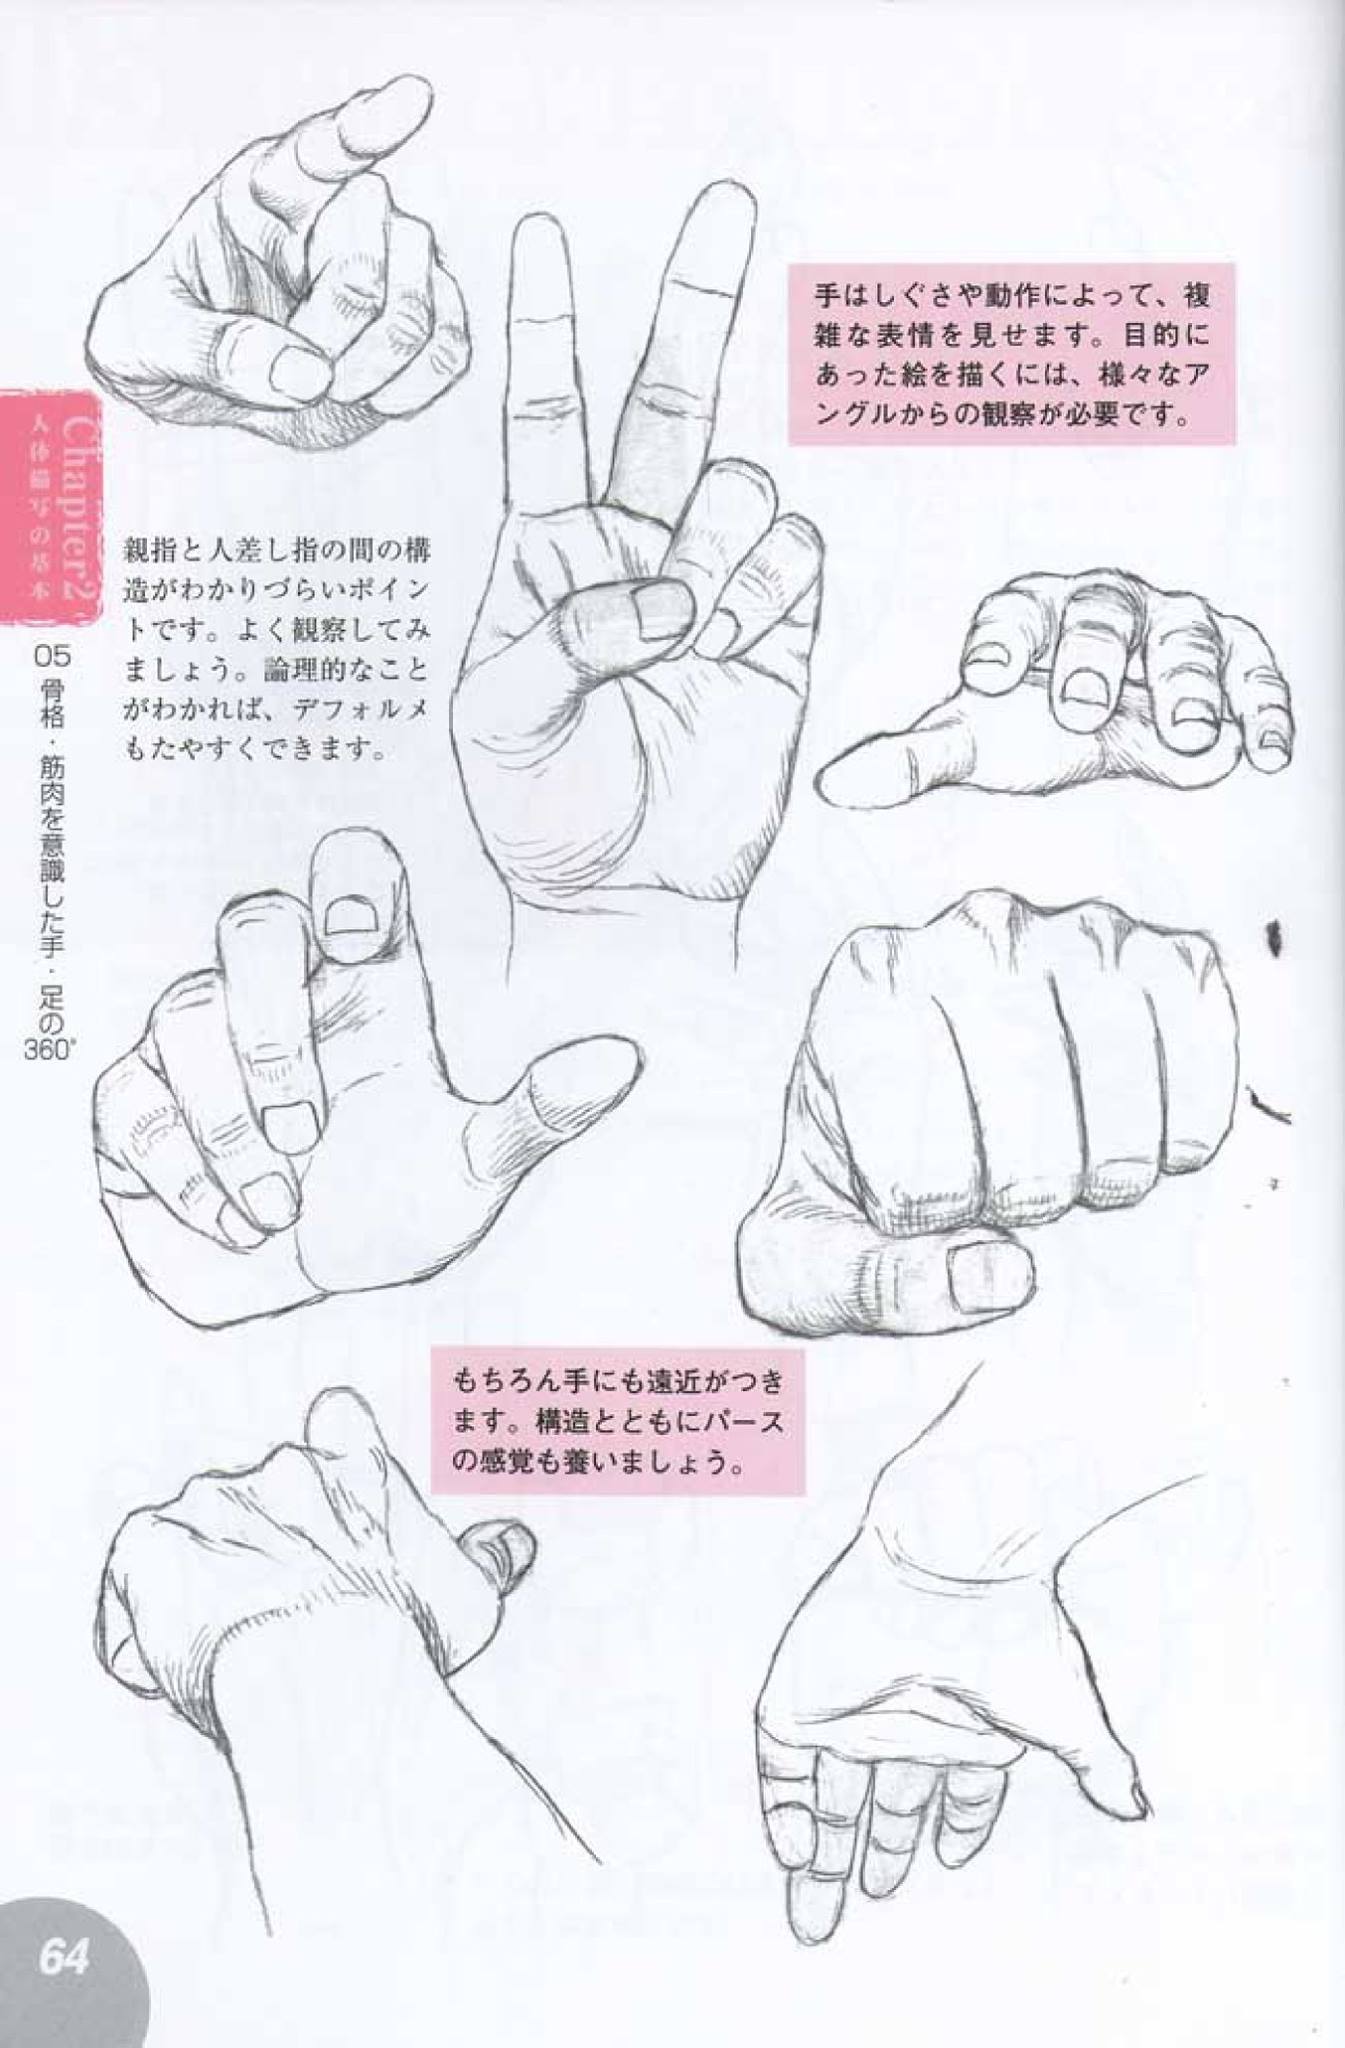 手はしぐさや動作によって、複
雑な表情を見せます。目的に
あった絵を描くには、様々なア
ングルからの観察が必要です。
Chapter2
人体描写の基本
親指と人差し指の間の構
造がわかりづらいポイン
トです。よく観察してみ
ましょう。論理的なこと
がわかれば、デフォルメ
もたやすくできます。
05 骨格・筋肉を意識した手・足の360°
もちろん手にも遠近がつき
ます。構造とともにパース
の感覚も養いましょう。
64